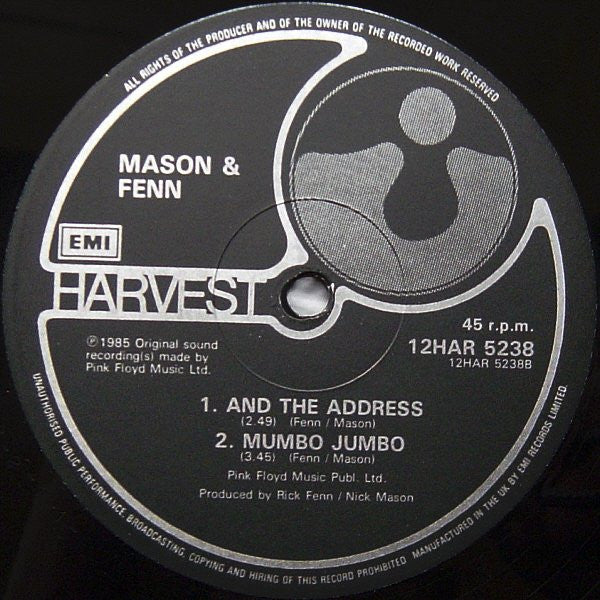 ALL RIGHTS OF THE PRODUCER AND OF THE OWNER OF THE RECORDED WORK RESERVED
MASON &
FENN
EMI
HARVEST
45 r.p.m.
℗ 1985 Original sound
recording(s) made by
Pink Floyd Music Ltd.
12HAR 5238
12HAR 5238B
1. AND THE ADDRESS
(2.49) (Fenn / Mason)
2. MUMBO JUMBO
(3.45) (Fenn / Mason)
Pink Floyd Music Publ. Ltd.
Produced by Rick Fenn / Nick Mason
UNAUTHORISED PUBLIC PERFORMANCE, BROADCASTING, COPYING AND HIRING OF THIS RECORD PROHIBITED MANUFACTURED IN THE UK BY EMI RECORDS LIMITED.